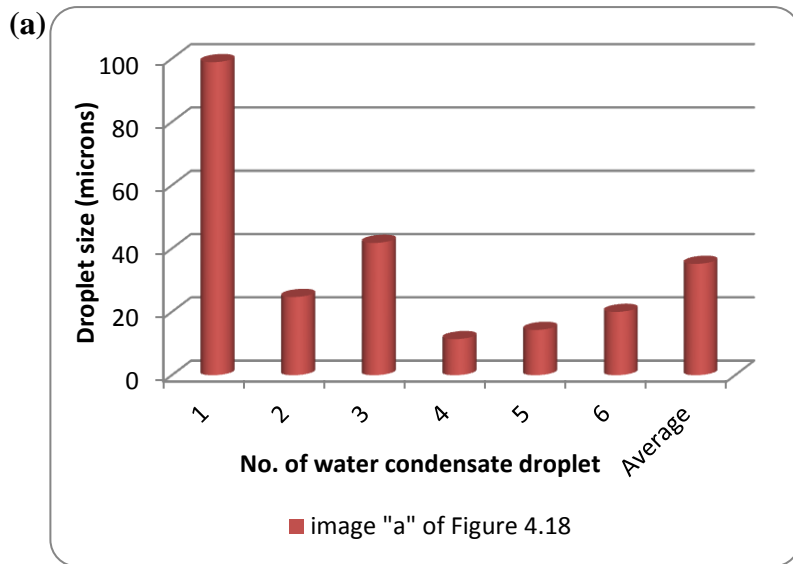 (a)
Droplet size (microns)
100
80
60
40
20
0
1 2 3 4 5 6 Average
No. of water condensate droplet
image "a" of Figure 4.18